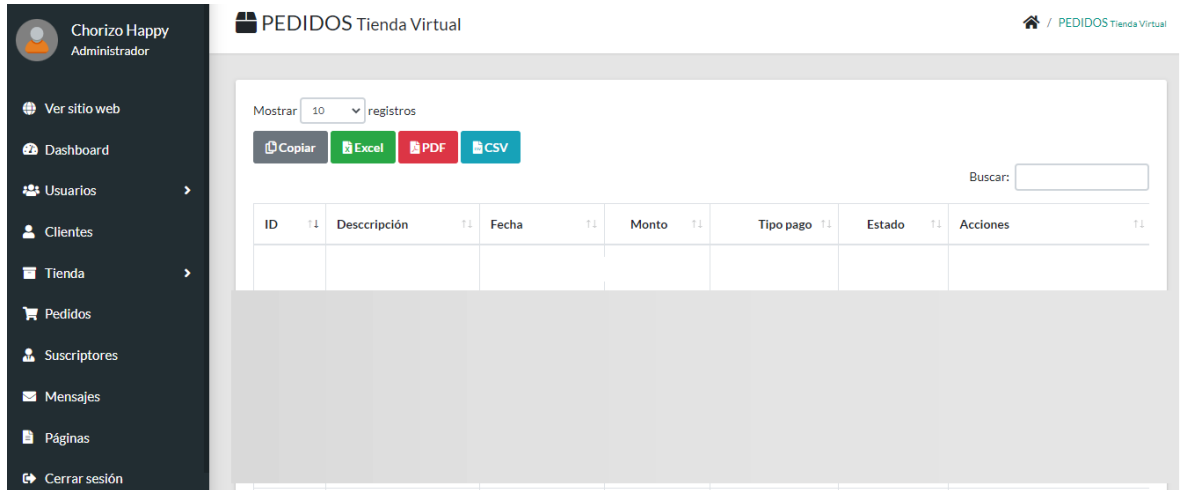 Chorizo Happy
Administrador
Ver sitio web
Dashboard
Usuarios
Clientes
Tienda
Pedidos
Suscriptores
Mensajes
Páginas
Cerrar sesión
PEDIDOS Tienda Virtual
/ PEDIDOS Tienda Virtual
Mostrar 10 registros
Copiar Excel PDF CSV
Buscar:
ID Desccripción Fecha Monto Tipo pago Estado Acciones